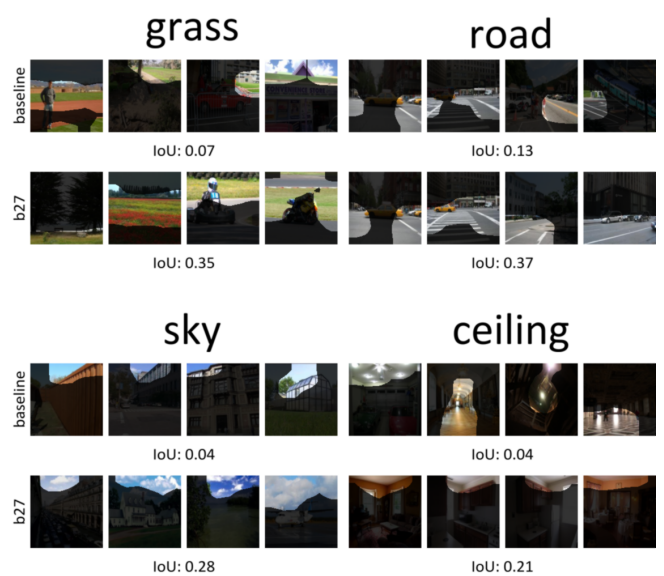 grass
road
baseline
IoU: 0.07
IoU: 0.13
b27
IoU: 0.35
IoU: 0.37
sky
ceiling
baseline
IoU: 0.04
IoU: 0.04
b27
IoU: 0.28
IoU: 0.21